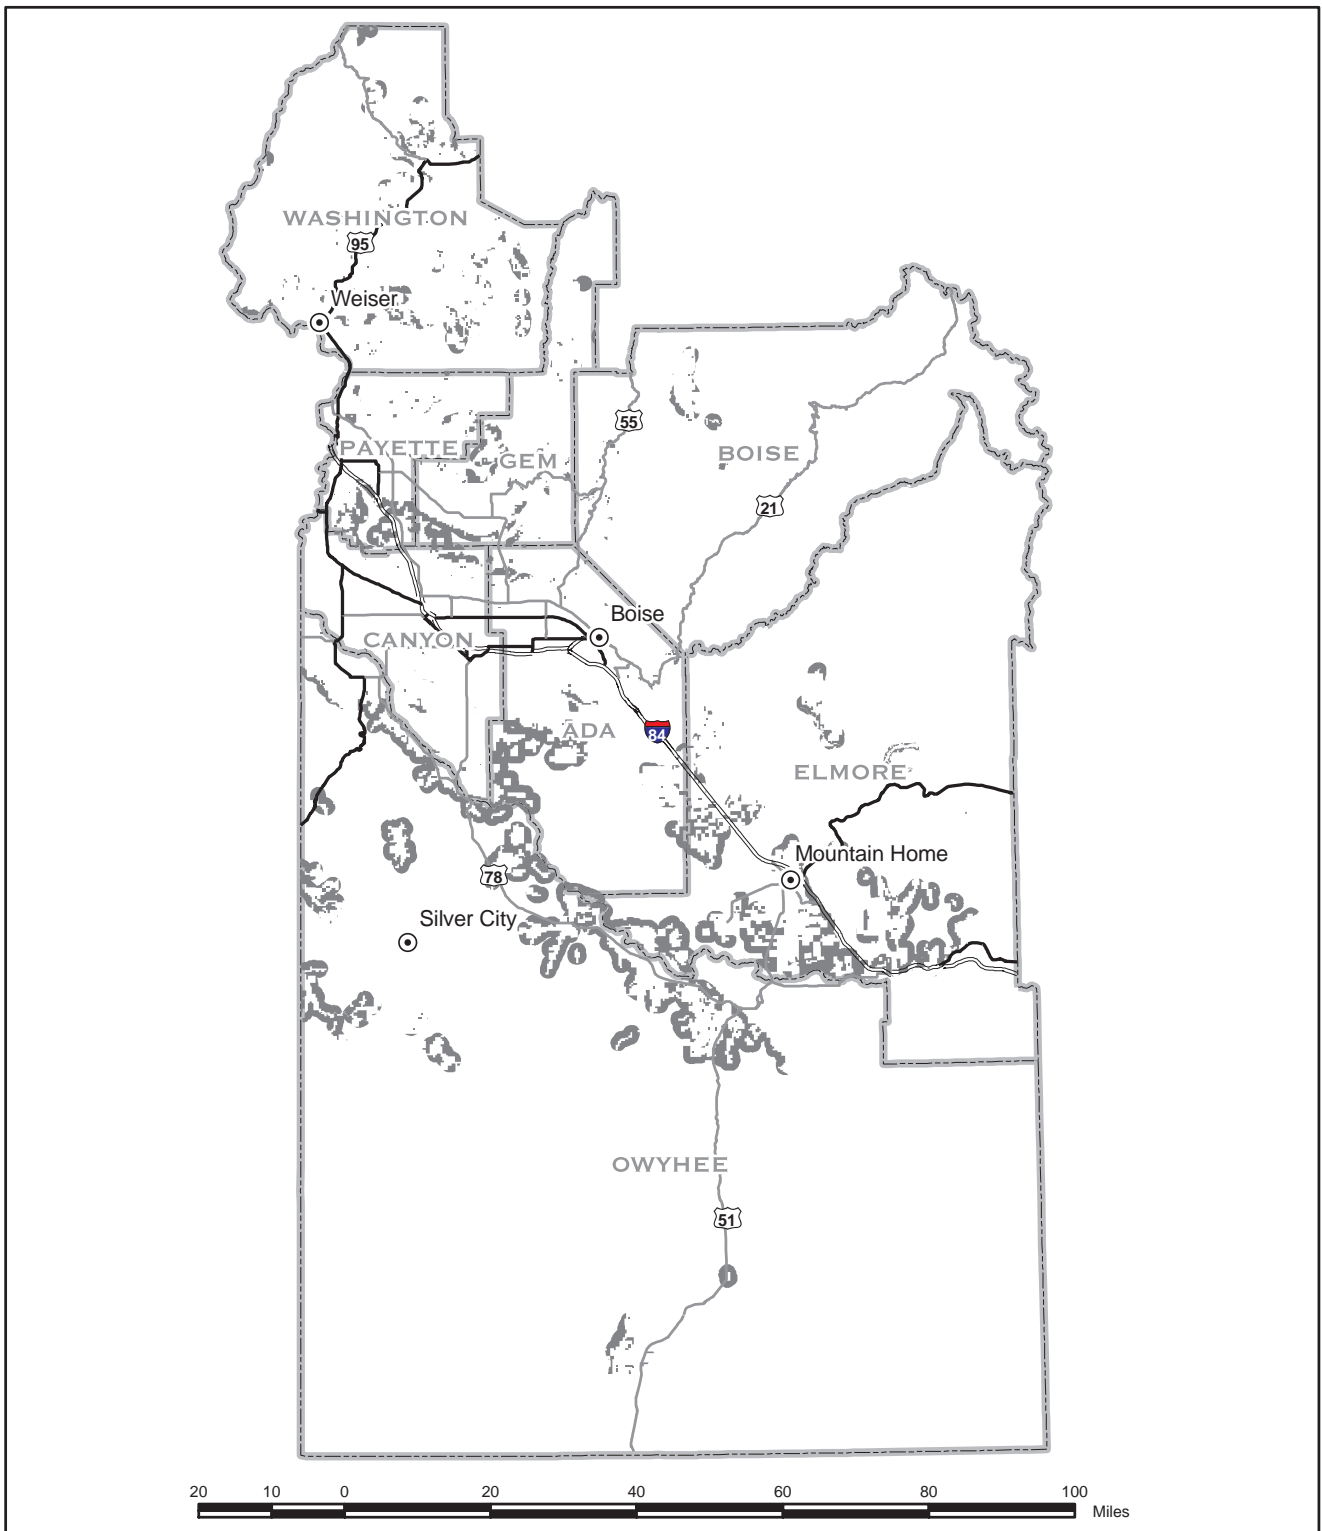 WASHINGTON
95
Weiser
55
PAYETTE
GEM
BOISE
21
Boise
CANYON
ADA
84
ELMORE
Mountain Home
78
Silver City
OWYHEE
51
20 10 0 20 40 60 80 100
Miles